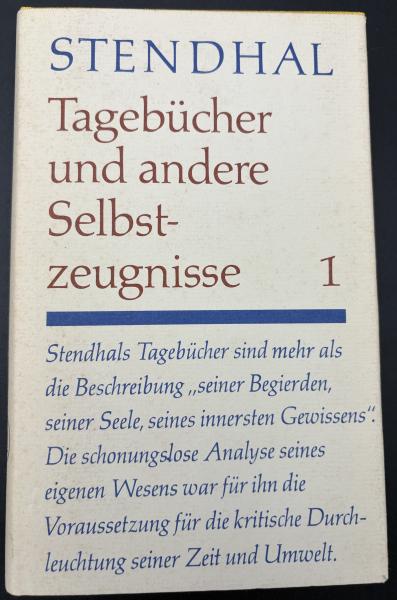 STENDHAL
Tagebücher
und andere
Selbst-
zeugnisse 1
Stendhals Tagebücher sind mehr als
die Beschreibung „seiner Begierden,
seiner Seele, seines innersten Gewissens“.
Die schonungslose Analyse seines
eigenen Wesens war für ihn die
Voraussetzung für die kritische Durch-
leuchtung seiner Zeit und Umwelt.